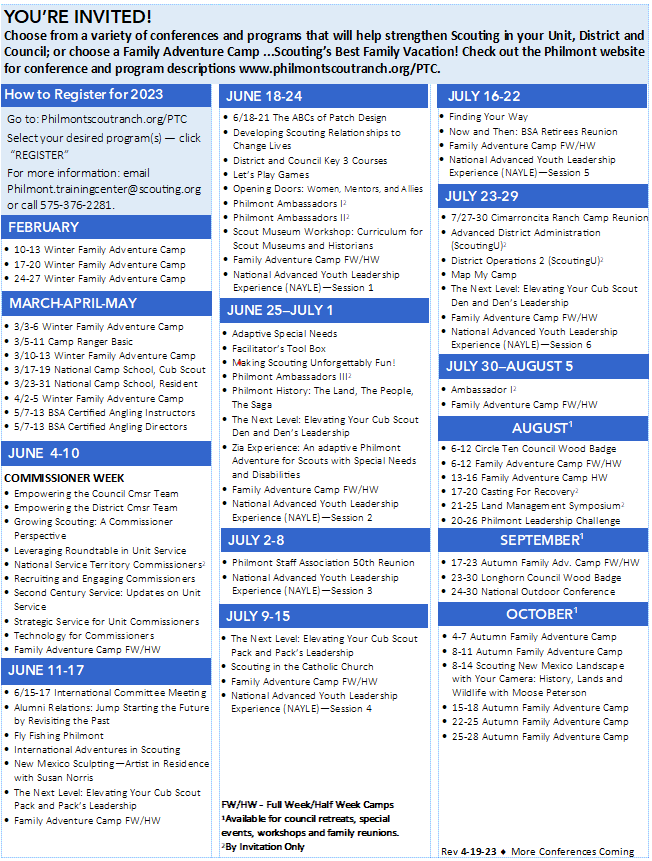 YOU'RE INVITED!
Choose from a variety of conferences and programs that will help strengthen Scouting in your Unit, District and
Council; or choose a Family Adventure Camp ...Scouting's Best Family Vacation! Check out the Philmont website
for conference and program descriptions www.philmontscoutranch.org/PTC.
How to Register for 2023
Go to: Philmontscoutranch.org/PTC
Select your desired program(s) — click
"REGISTER"
For more information: email
Philmont.trainingcenter@scouting.org
or call 575-376-2281.
FEBRUARY
• 10-13 Winter Family Adventure Camp
• 17-20 Winter Family Adventure Camp
• 24-27 Winter Family Adventure Camp
MARCH-APRIL-MAY
• 3/3-6 Winter Family Adventure Camp
• 3/5-11 Camp Ranger Basic
• 3/10-13 Winter Family Adventure Camp
• 3/17-19 National Camp School, Cub Scout
• 3/23-31 National Camp School, Resident
• 4/2-5 Winter Family Adventure Camp
• 5/7-13 BSA Certified Angling Instructors
• 5/7-13 BSA Certified Angling Directors
JUNE 4-10
COMMISSIONER WEEK
• Empowering the Council Cmsr Team
• Empowering the District Cmsr Team
• Growing Scouting: A Commissioner
Perspective
• Leveraging Roundtable in Unit Service
• National Service Territory Commissioners²
• Recruiting and Engaging Commissioners
• Second Century Service: Updates on Unit
Service
• Strategic Service for Unit Commissioners
• Technology for Commissioners
• Family Adventure Camp FW/HW
JUNE 11-17
• 6/15-17 International Committee Meeting
• Alumni Relations: Jump Starting the Future
by Revisiting the Past
• Fly Fishing Philmont
• International Adventures in Scouting
• New Mexico Sculpting—Artist in Residence
with Susan Norris
• The Next Level: Elevating Your Cub Scout
Pack and Pack's Leadership
• Family Adventure Camp FW/HW
JUNE 18-24
• 6/18-21 The ABCs of Patch Design
• Developing Scouting Relationships to
Change Lives
• District and Council Key 3 Courses
• Let's Play Games
• Opening Doors: Women, Mentors, and Allies
• Philmont Ambassadors I²
• Philmont Ambassadors II²
• Scout Museum Workshop: Curriculum for
Scout Museums and Historians
• Family Adventure Camp FW/HW
• National Advanced Youth Leadership
Experience (NAYLE)—Session 1
JUNE 25—JULY 1
• Adaptive Special Needs
• Facilitator's Tool Box
• Making Scouting Unforgettably Fun!
• Philmont Ambassadors III²
• Philmont History: The Land, The People,
The Saga
• The Next Level: Elevating Your Cub Scout
Den and Den's Leadership
• Zia Experience: An adaptive Philmont
Adventure for Scouts with Special Needs
and Disabilities
• Family Adventure Camp FW/HW
• National Advanced Youth Leadership
Experience (NAYLE)—Session 2
JULY 2-8
• Philmont Staff Association 50th Reunion
• National Advanced Youth Leadership
Experience (NAYLE)—Session 3
JULY 9-15
• The Next Level: Elevating Your Cub Scout
Pack and Pack's Leadership
• Scouting in the Catholic Church
• Family Adventure Camp FW/HW
• National Advanced Youth Leadership
Experience (NAYLE)—Session 4
FW/HW - Full Week/Half Week Camps
¹Available for council retreats, special
events, workshops and family reunions.
²By Invitation Only
JULY 16-22
• Finding Your Way
• Now and Then: BSA Retirees Reunion
• Family Adventure Camp FW/HW
• National Advanced Youth Leadership
Experience (NAYLE)—Session 5
JULY 23-29
• 7/27-30 Cimarroncita Ranch Camp Reunion
• Advanced District Administration
(ScoutingU)²
• District Operations 2 (ScoutingU)²
• Map My Camp
• The Next Level: Elevating Your Cub Scout
Den and Den's Leadership
• Family Adventure Camp FW/HW
• National Advanced Youth Leadership
Experience (NAYLE)—Session 6
JULY 30—AUGUST 5
• Ambassador I²
• Family Adventure Camp FW/HW
AUGUST¹
• 6-12 Circle Ten Council Wood Badge
• 6-12 Family Adventure Camp FW/HW
• 13-16 Family Adventure Camp HW
• 17-20 Casting For Recovery²
• 21-25 Land Management Symposium²
• 20-26 Philmont Leadership Challenge
SEPTEMBER¹
• 17-23 Autumn Family Adv. Camp FW/HW
• 23-30 Longhorn Council Wood Badge
• 24-30 National Outdoor Conference
OCTOBER¹
• 4-7 Autumn Family Adventure Camp
• 8-11 Autumn Family Adventure Camp
• 8-14 Scouting New Mexico Landscape
with Your Camera: History, Lands and
Wildlife with Moose Peterson
• 15-18 Autumn Family Adventure Camp
• 22-25 Autumn Family Adventure Camp
• 25-28 Autumn Family Adventure Camp
Rev 4-19-23 ♦ More Conferences Coming